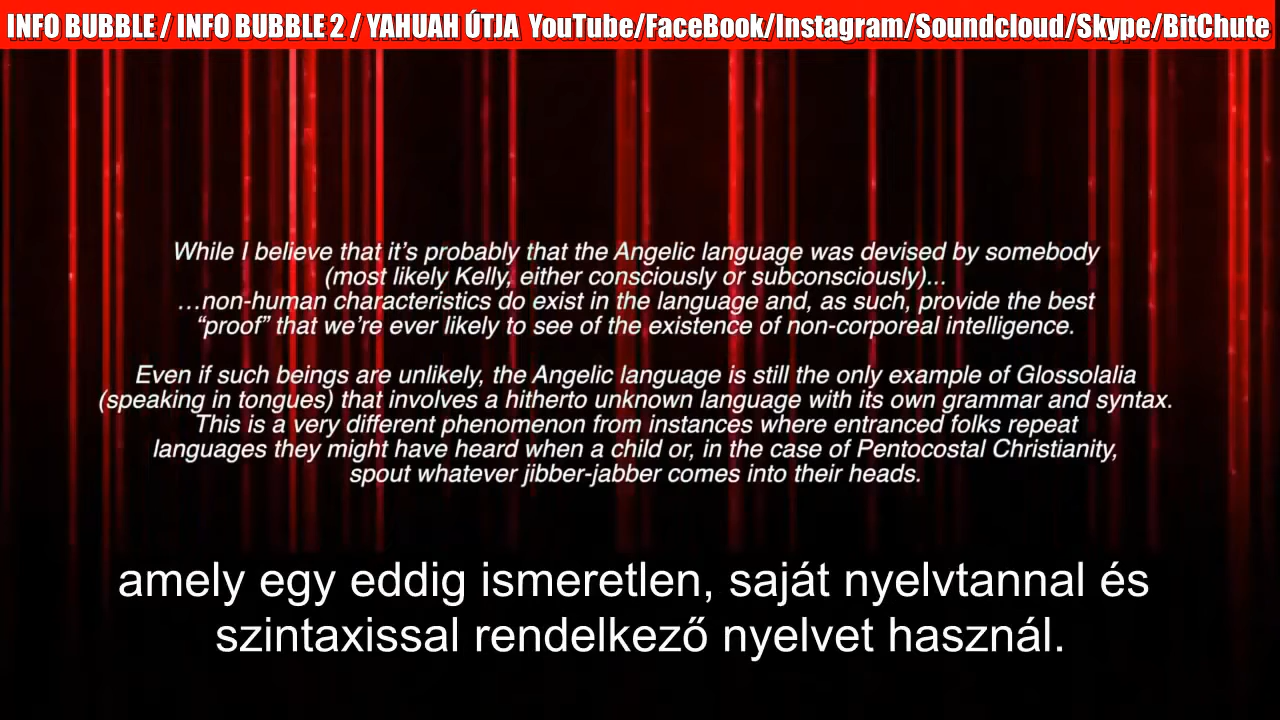 INFO BUBBLE / INFO BUBBLE 2 / YAHUAH ÚTJA YouTube/FaceBook/Instagram/Soundcloud/Skype/BitChute
While I believe that it's probably that the Angelic language was devised by somebody
(most likely Kelly, either consciously or subconsciously)...
…non-human characteristics do exist in the language and, as such, provide the best
“proof” that we're ever likely to see of the existence of non-corporeal intelligence.
Even if such beings are unlikely, the Angelic language is still the only example of Glossolalia
(speaking in tongues) that involves a hitherto unknown language with its own grammar and syntax.
This is a very different phenomenon from instances where entranced folks repeat
languages they might have heard when a child or, in the case of Pentocostal Christianity,
spout whatever jibber-jabber comes into their heads.
amely egy eddig ismeretlen, saját nyelvtannal és
szintaxissal rendelkező nyelvet használ.